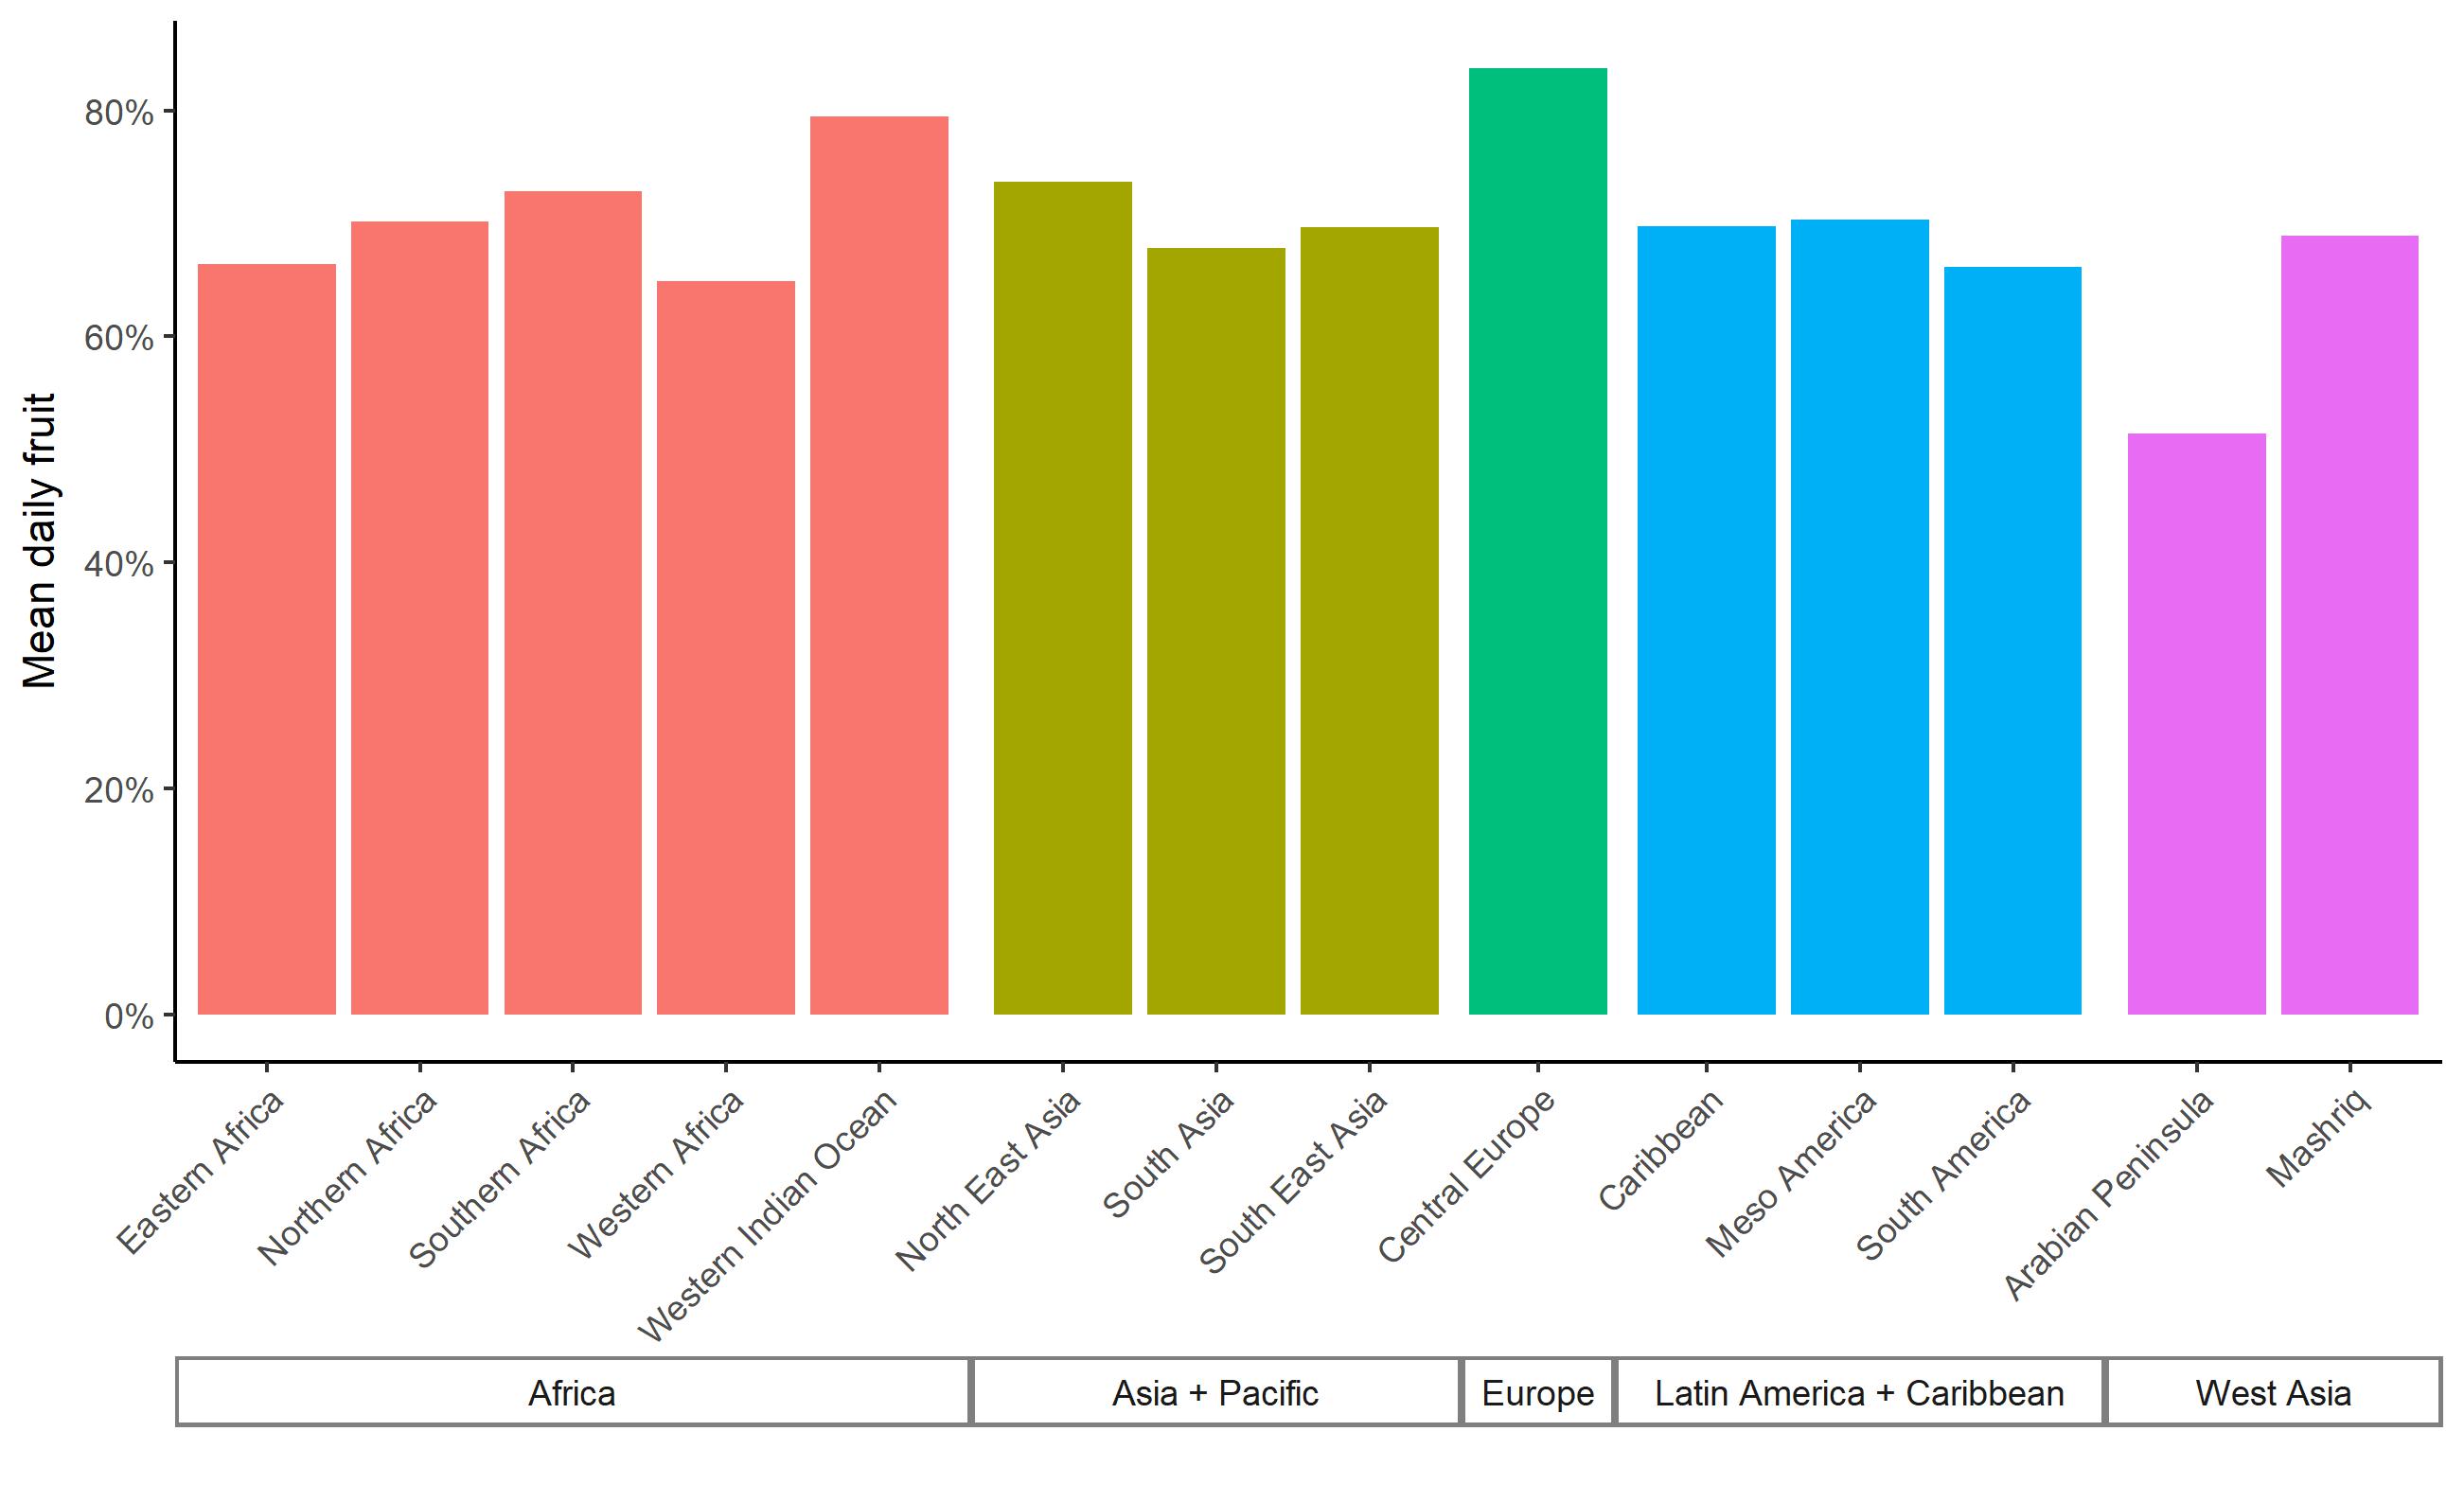 Mean daily fruit
80%
60%
40%
20%
0%
Eastern Africa
Northern Africa
Southern Africa
Western Africa
Western Indian Ocean
North East Asia
South Asia
South East Asia
Central Europe
Caribbean
Meso America
South America
Arabian Peninsula
Mashriq
Africa
Asia + Pacific
Europe
Latin America + Caribbean
West Asia